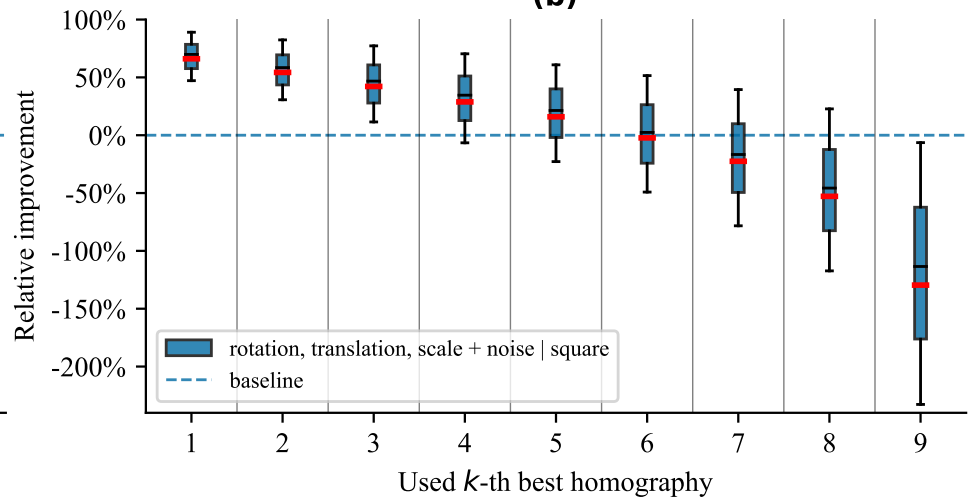 (b)
100%
50%
0%
-50%
-100%
-150%
-200%
Relative improvement
rotation, translation, scale + noise | square
baseline
1 2 3 4 5 6 7 8 9
Used k-th best homography